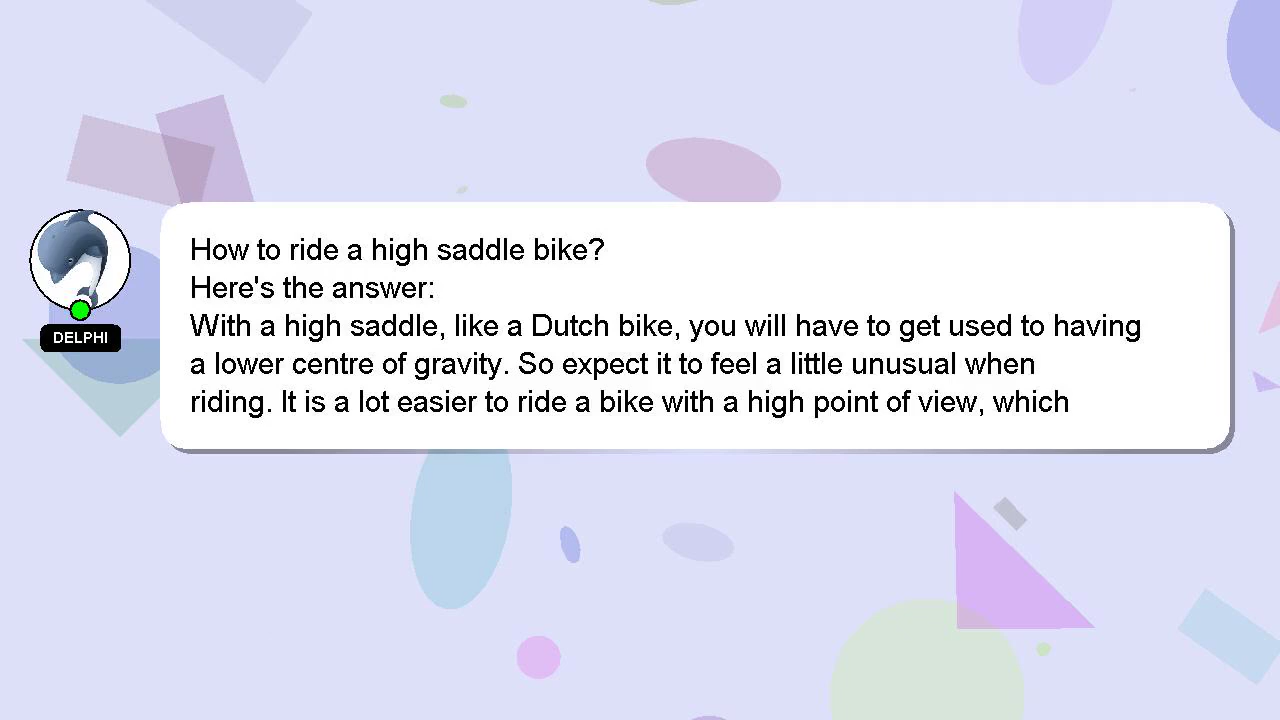 How to ride a high saddle bike?
Here's the answer:
With a high saddle, like a Dutch bike, you will have to get used to having
a lower centre of gravity. So expect it to feel a little unusual when
riding. It is a lot easier to ride a bike with a high point of view, which
DELPHI